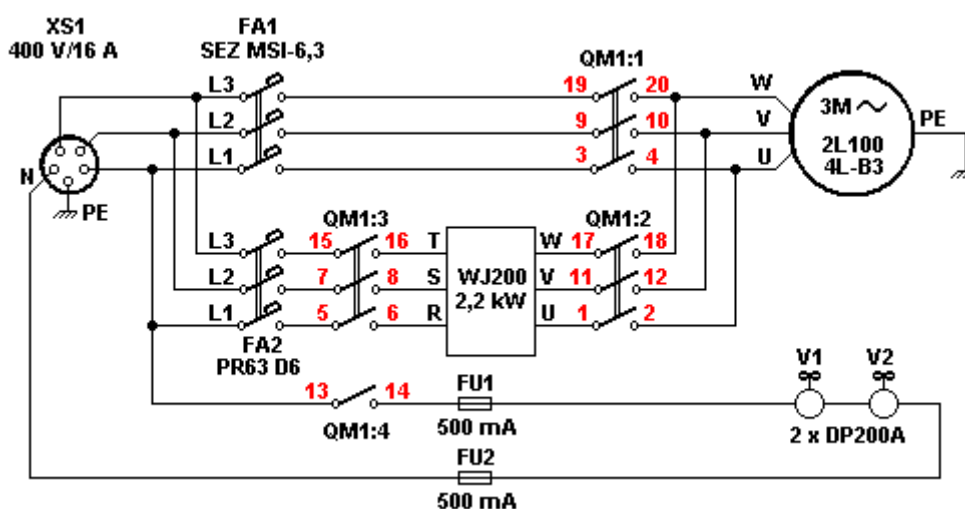 XS1
400 V/16 A
FA1
SEZ MSI-6,3
QM1:1
L3
19 20
W
L2
9 10
V
L1
3 4
U
3M
2L100
4L-B3
PE
N
PE
QM1:3
QM1:2
L3
15 16
T
W
17 18
L2
7 8
S
V
11 12
L1
5 6
R
U
1 2
WJ200
2,2 kW
FA2
PR63 D6
13 14
QM1:4
FU1
500 mA
V1
V2
2 x DP200A
FU2
500 mA